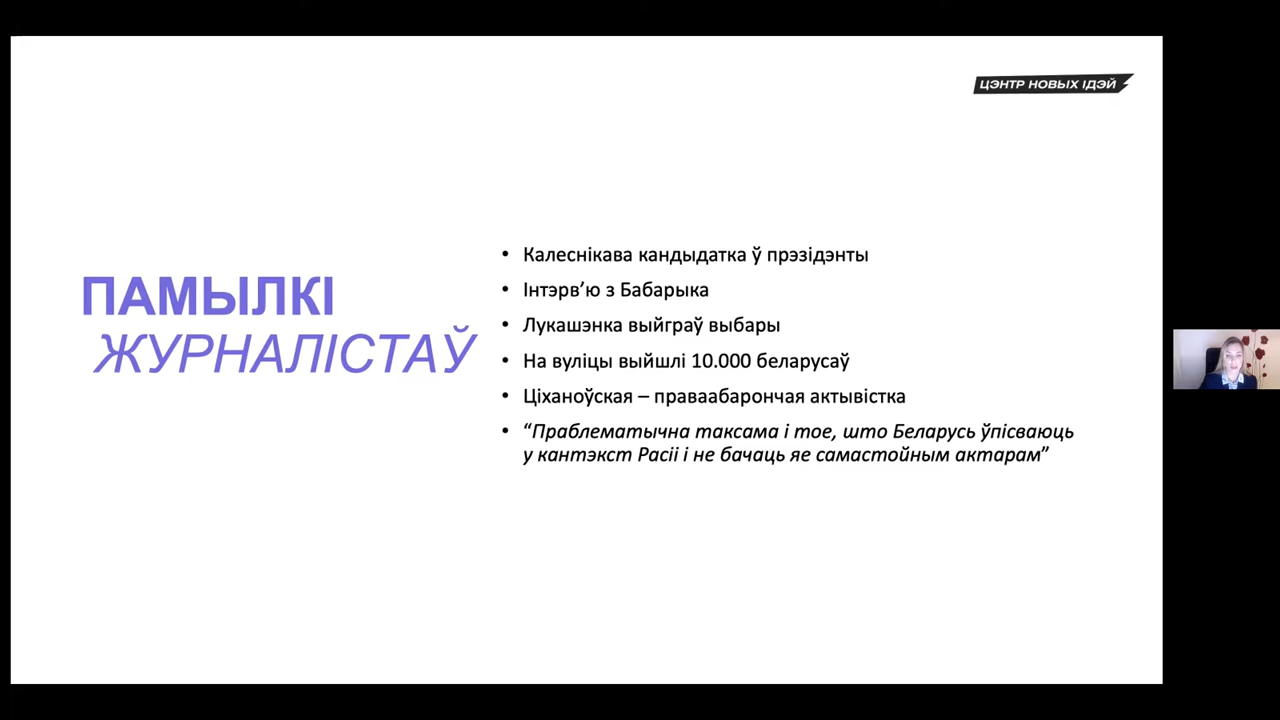 ЦЭНТР НОВЫХ ІДЭЙ
ПАМЫЛКІ
ЖУРНАЛІСТАЎ
• Калеснікава кандыдатка ў прэзідэнты
• Інтэрв’ю з Бабарыка
• Лукашэнка выйграў выбары
• На вуліцы выйшлі 10.000 беларусаў
• Ціханоўская – праваабарончая актывістка
• “Праблематычна таксама і тое, што Беларусь ўпісваюць
у кантэкст Расіі і не бачаць яе самастойным актарам”